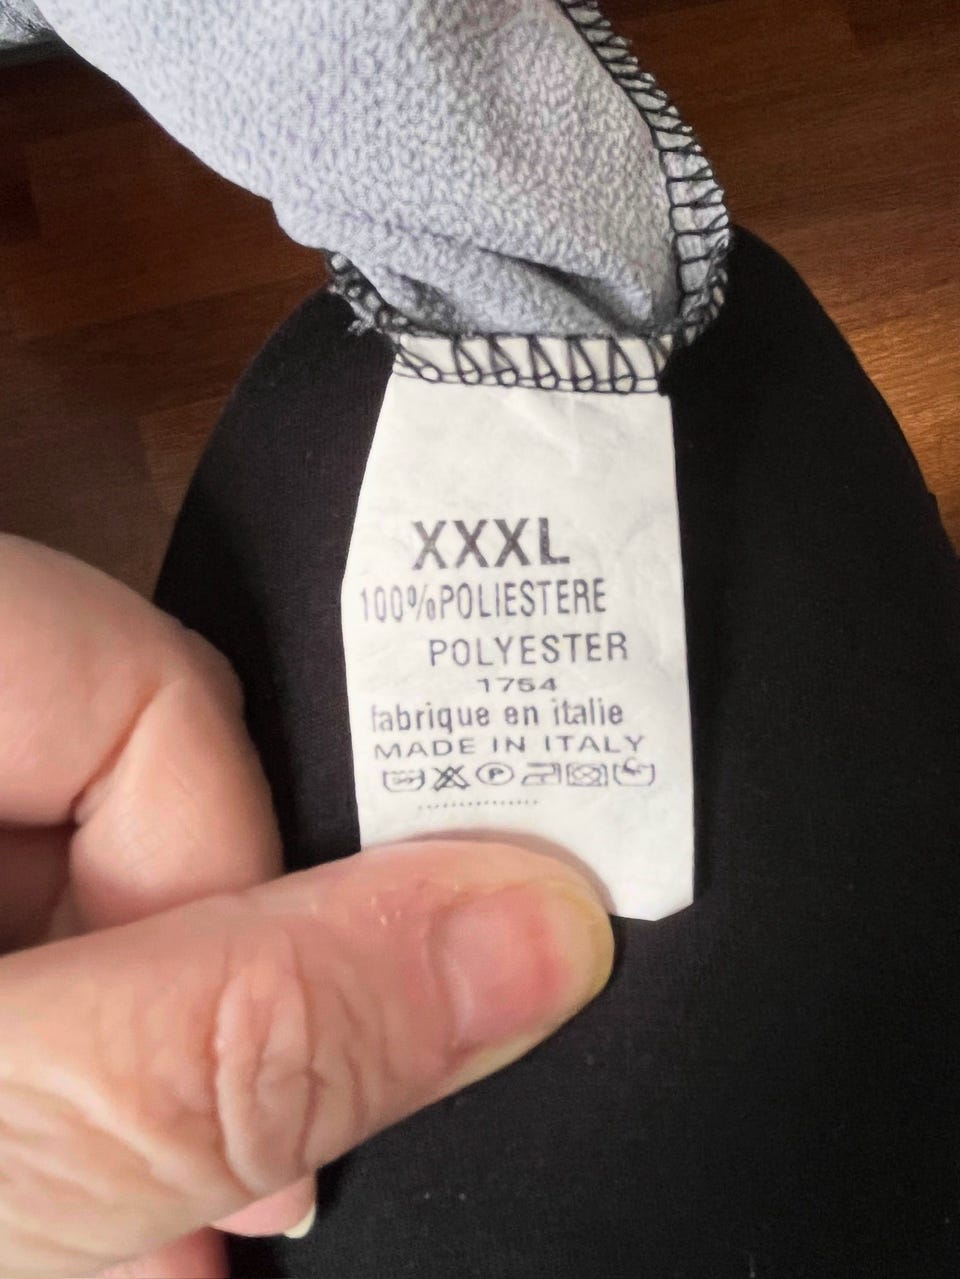 XXXL
100%POLIESTERE
POLYESTER
1754
fabrique en italie
MADE IN ITALY
P